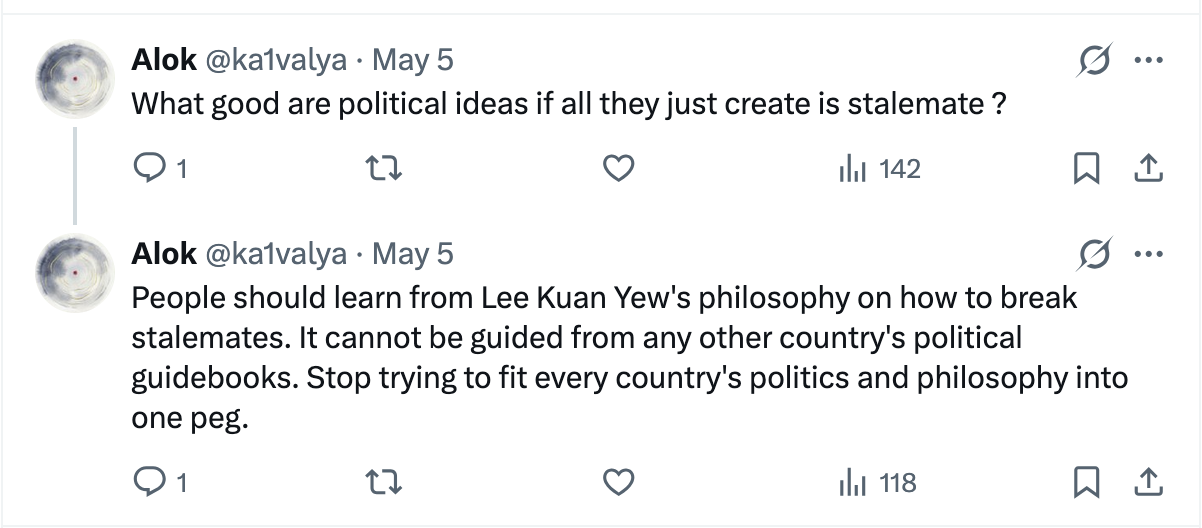 Alok @ka1valya · May 5
What good are political ideas if all they just create is stalemate ?
1 142
Alok @ka1valya · May 5
People should learn from Lee Kuan Yew's philosophy on how to break
stalemates. It cannot be guided from any other country's political
guidebooks. Stop trying to fit every country's politics and philosophy into
one peg.
1 118